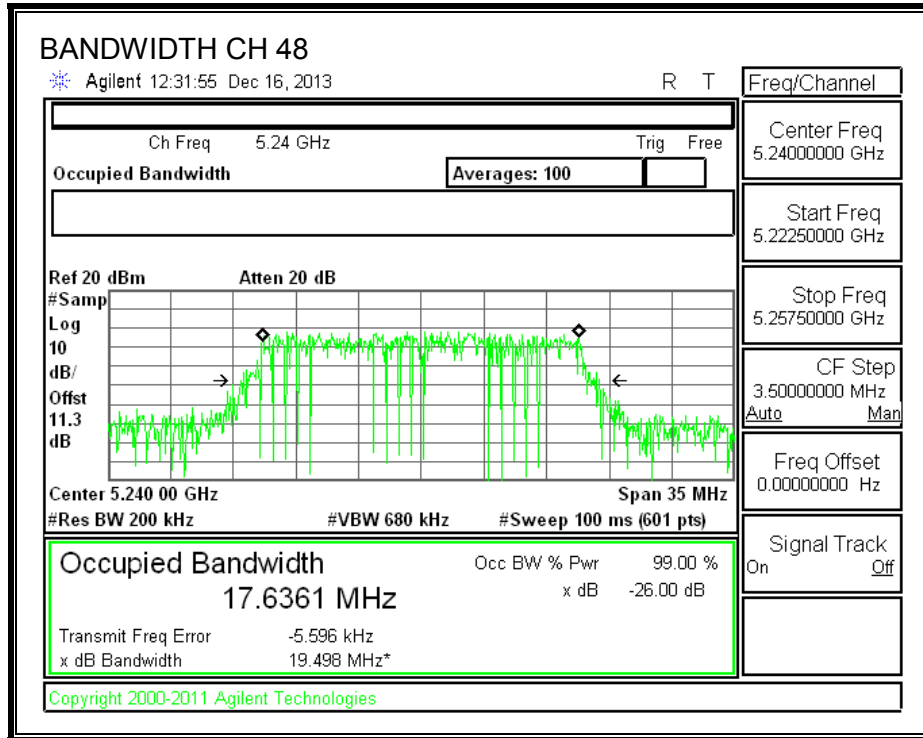 BANDWIDTH CH 48
Agilent 12:31:55 Dec 16, 2013 R T
Freq/Channel
Ch Freq 5.24 GHz Trig Free
Occupied Bandwidth Averages: 100
Center Freq
5.24000000 GHz
Start Freq
5.22250000 GHz
Stop Freq
5.25750000 GHz
CF Step
3.50000000 MHz
Auto Man
Freq Offset
0.00000000 Hz
Signal Track
On Off
Ref 20 dBm Atten 20 dB
#Samp
Log
10
dB/
Offst
11.3
dB
Center 5.240 00 GHz Span 35 MHz
#Res BW 200 kHz #VBW 680 kHz #Sweep 100 ms (601 pts)
Occupied Bandwidth Occ BW % Pwr 99.00 %
17.6361 MHz x dB -26.00 dB
Transmit Freq Error -5.596 kHz
x dB Bandwidth 19.498 MHz*
Copyright 2000-2011 Agilent Technologies